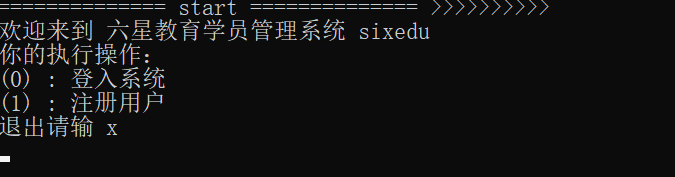 ============== start ============== >>>>>>>>>>
欢迎来到 六星教育学员管理系统 sixedu
你的执行操作:
(0) : 登入系统
(1) : 注册用户
退出请输 x